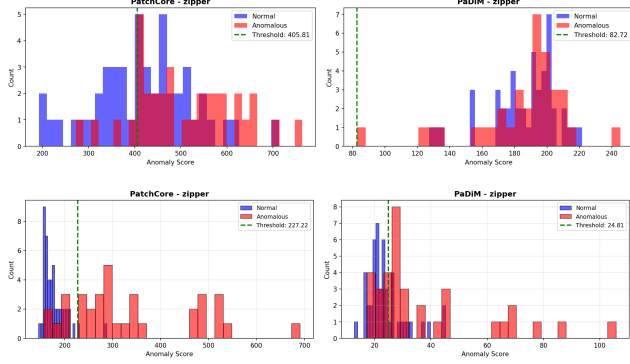 PatchCore - zipper
Normal
Anomalous
Threshold: 405.81
Count
0 1 2 3 4 5
200 300 400 500 600 700
Anomaly Score
PaDiM - zipper
Normal
Anomalous
Threshold: 82.72
Count
0 1 2 3 4 5 6 7
80 100 120 140 160 180 200 220 240
Anomaly Score
PatchCore - zipper
Normal
Anomalous
Threshold: 227.22
Count
0 2 4 6 8
200 300 400 500 600 700
Anomaly Score
PaDiM - zipper
Normal
Anomalous
Threshold: 24.81
Count
0 1 2 3 4 5 6 7 8
20 40 60 80 100
Anomaly Score